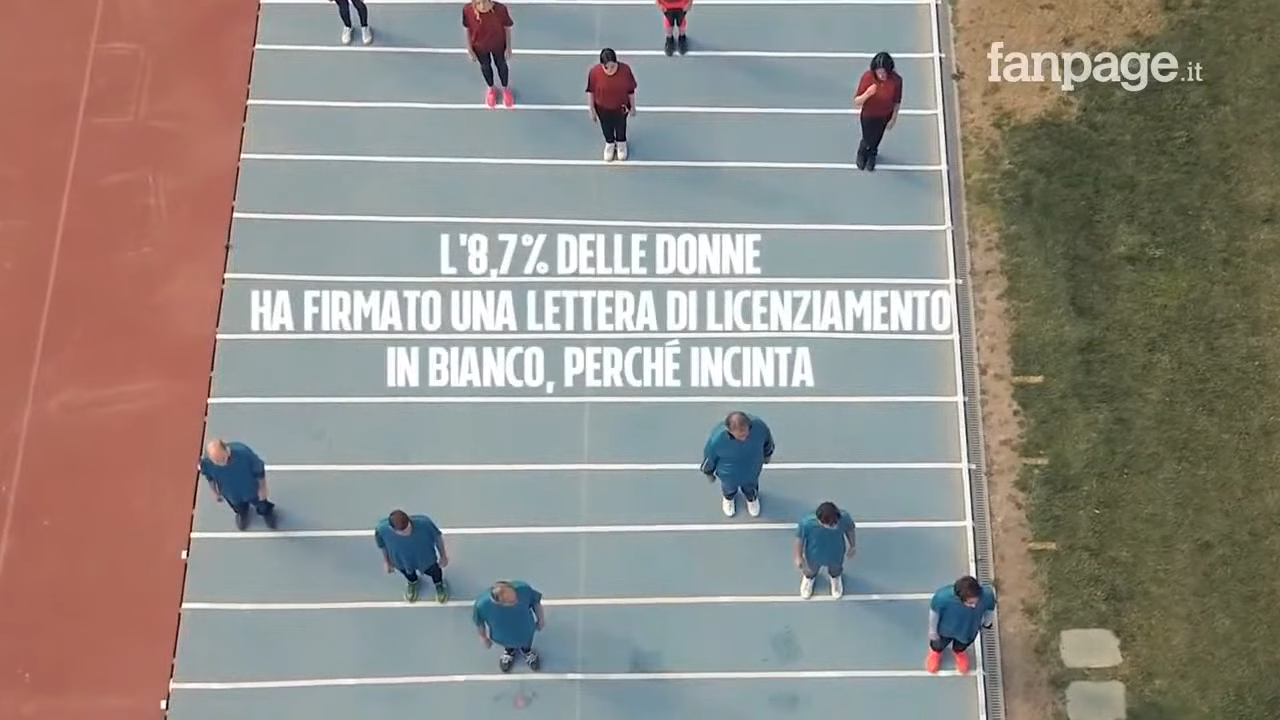 fanpage.it
L'8,7% DELLE DONNE
HA FIRMATO UNA LETTERA DI LICENZIAMENTO
IN BIANCO, PERCHÉ INCINTA